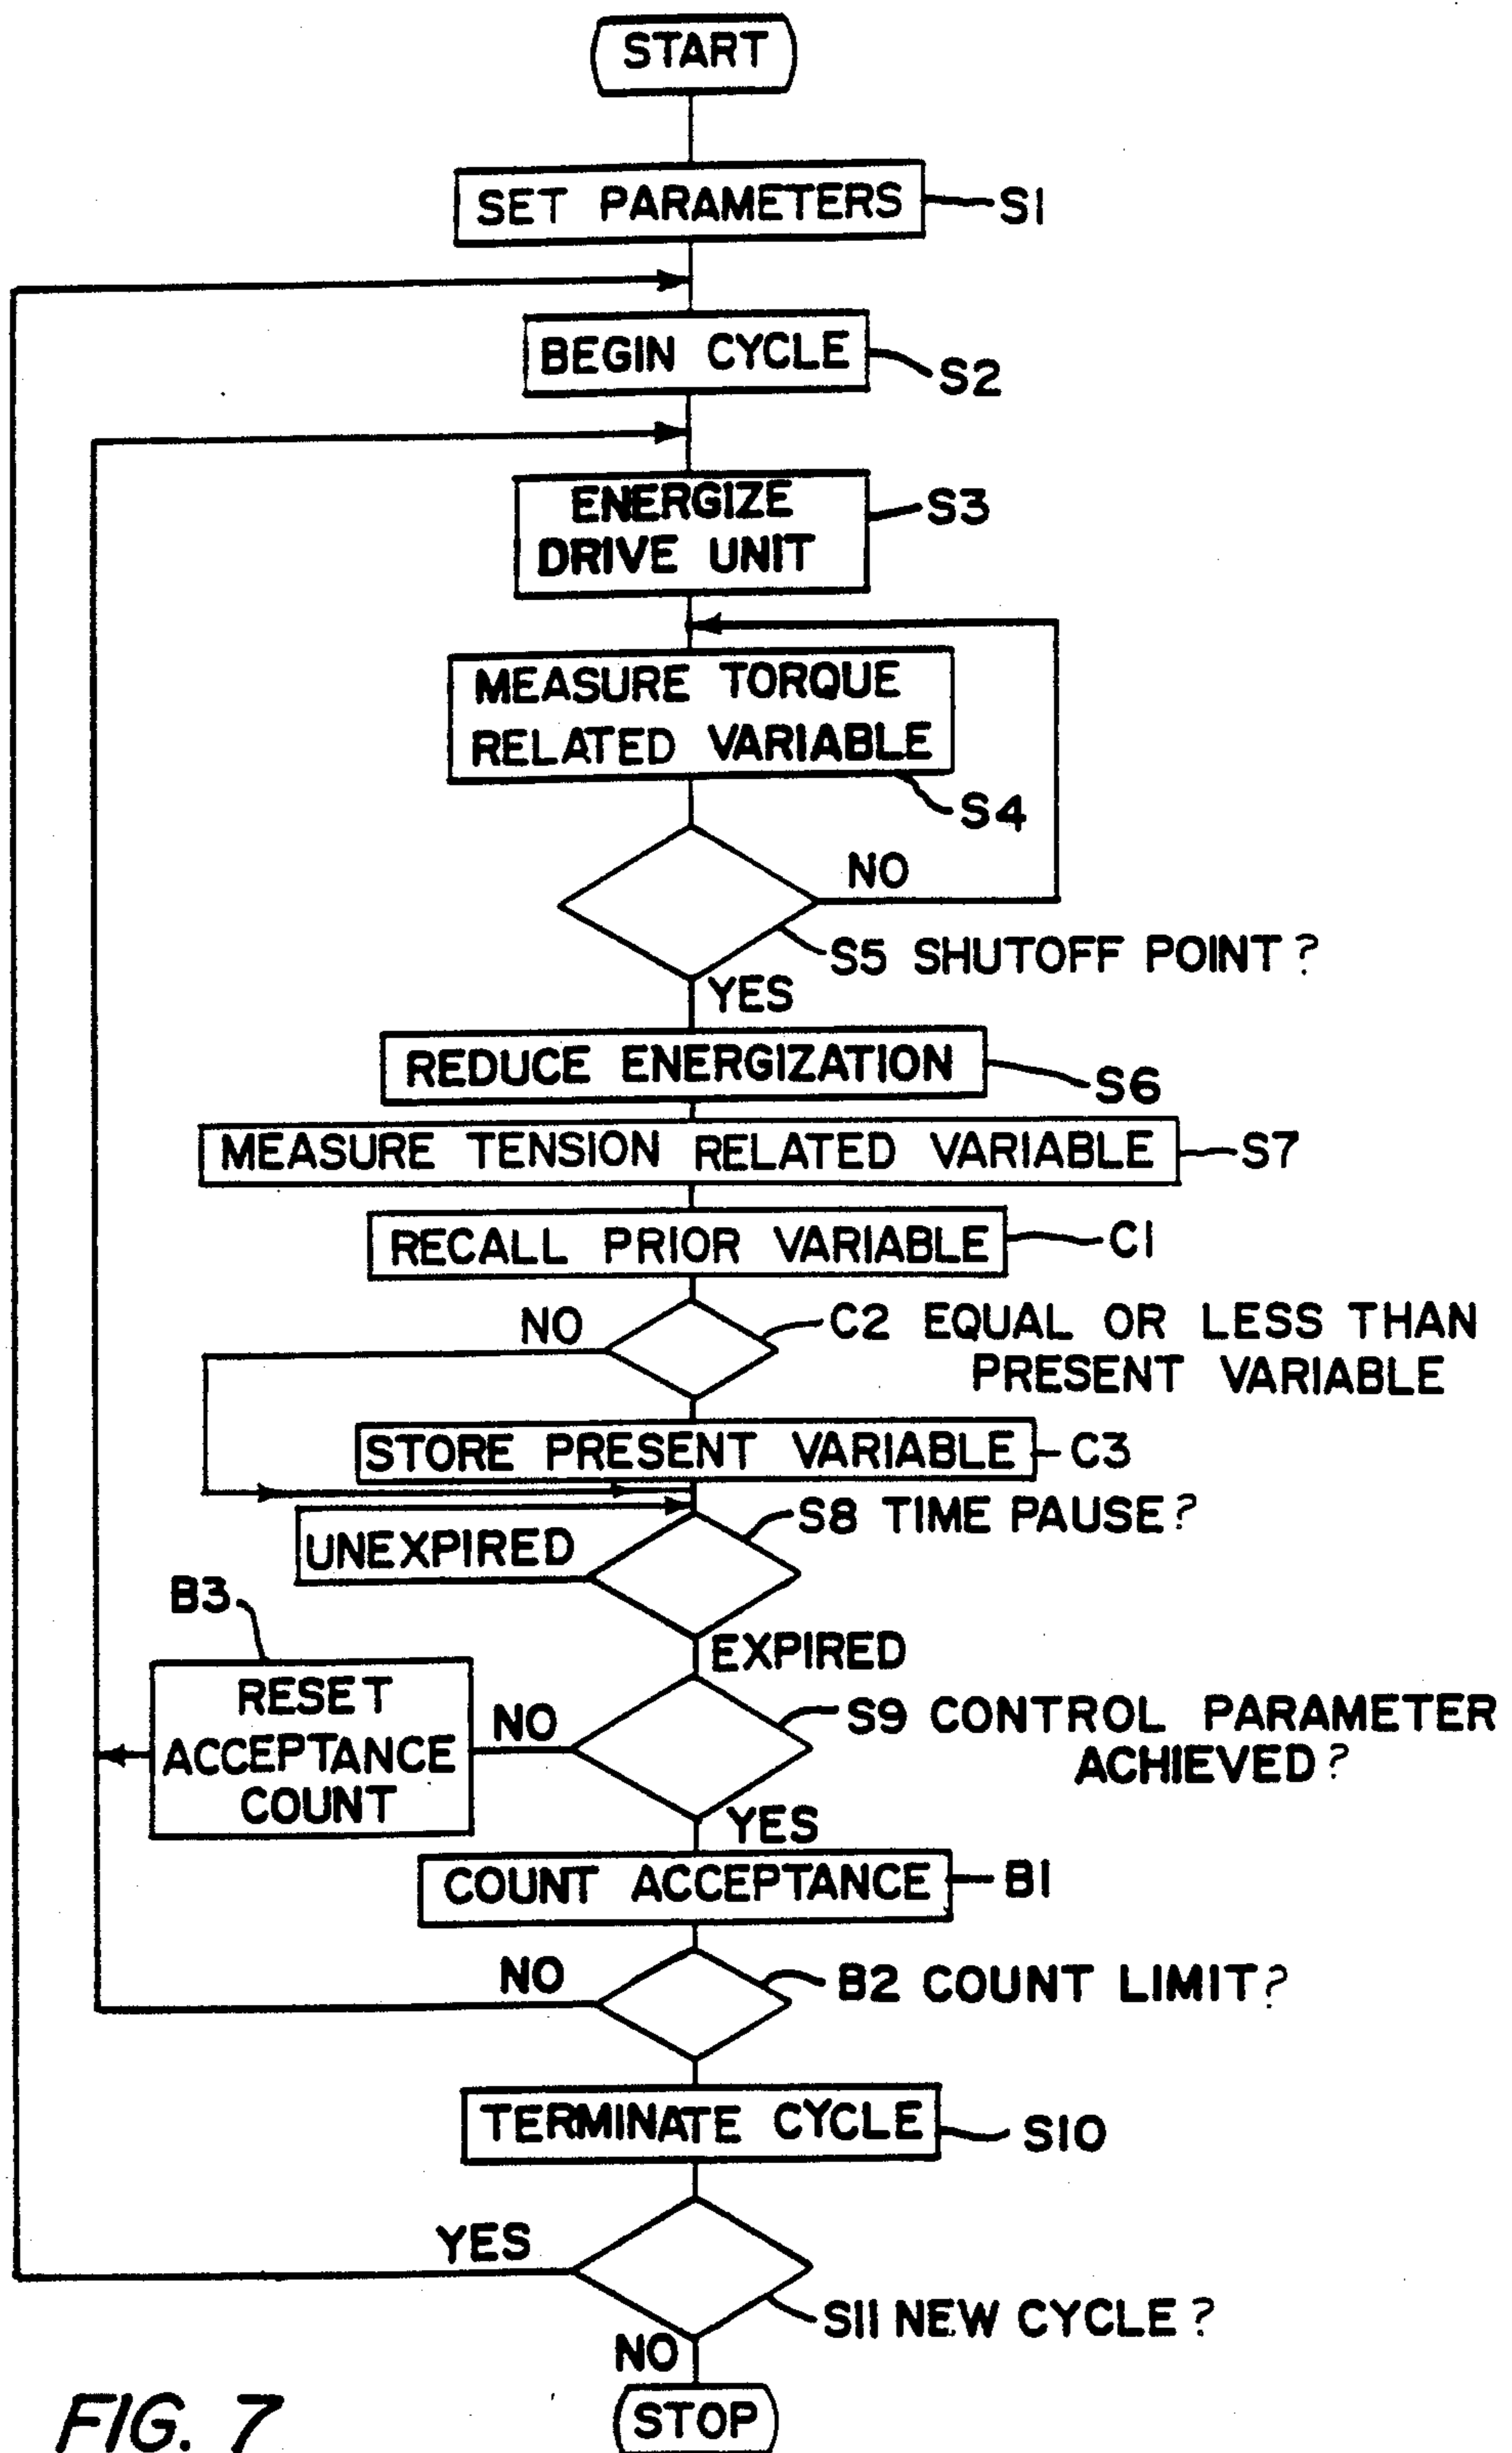 START
SET PARAMETERS
S1
BEGIN CYCLE
S2
ENERGIZE
DRIVE UNIT
S3
MEASURE TORQUE
RELATED VARIABLE
S4
NO
S5 SHUTOFF POINT?
YES
REDUCE ENERGIZATION
S6
MEASURE TENSION RELATED VARIABLE
S7
RECALL PRIOR VARIABLE
C1
NO
C2 EQUAL OR LESS THAN
PRESENT VARIABLE
STORE PRESENT VARIABLE
C3
S8 TIME PAUSE?
UNEXPIRED
B3
EXPIRED
RESET
ACCEPTANCE
COUNT
NO
S9 CONTROL PARAMETER
ACHIEVED?
YES
COUNT ACCEPTANCE
B1
NO
B2 COUNT LIMIT?
TERMINATE CYCLE
S10
YES
S11 NEW CYCLE?
NO
STOP
FIG. 7